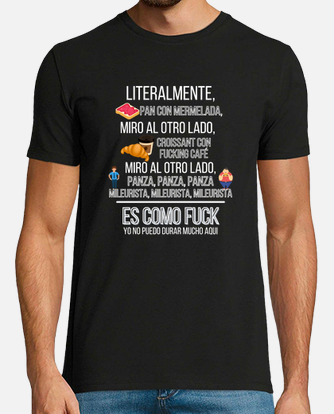 LITERALMENTE,
PAN CON MERMELADA,
MIRO AL OTRO LADO,
CROISSANT CON
FUCKING CAFÉ
MIRO AL OTRO LADO,
PANZA, PANZA, PANZA
MILEURISTA, MILEURISTA, MILEURISTA
ES COMO FUCK
YO NO PUEDO DURAR MUCHO AQUI